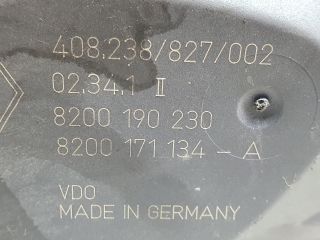 408.238/827/002
02.34.1 II
8200 190 230
8200 171 134 - A
VDO
MADE IN GERMANY